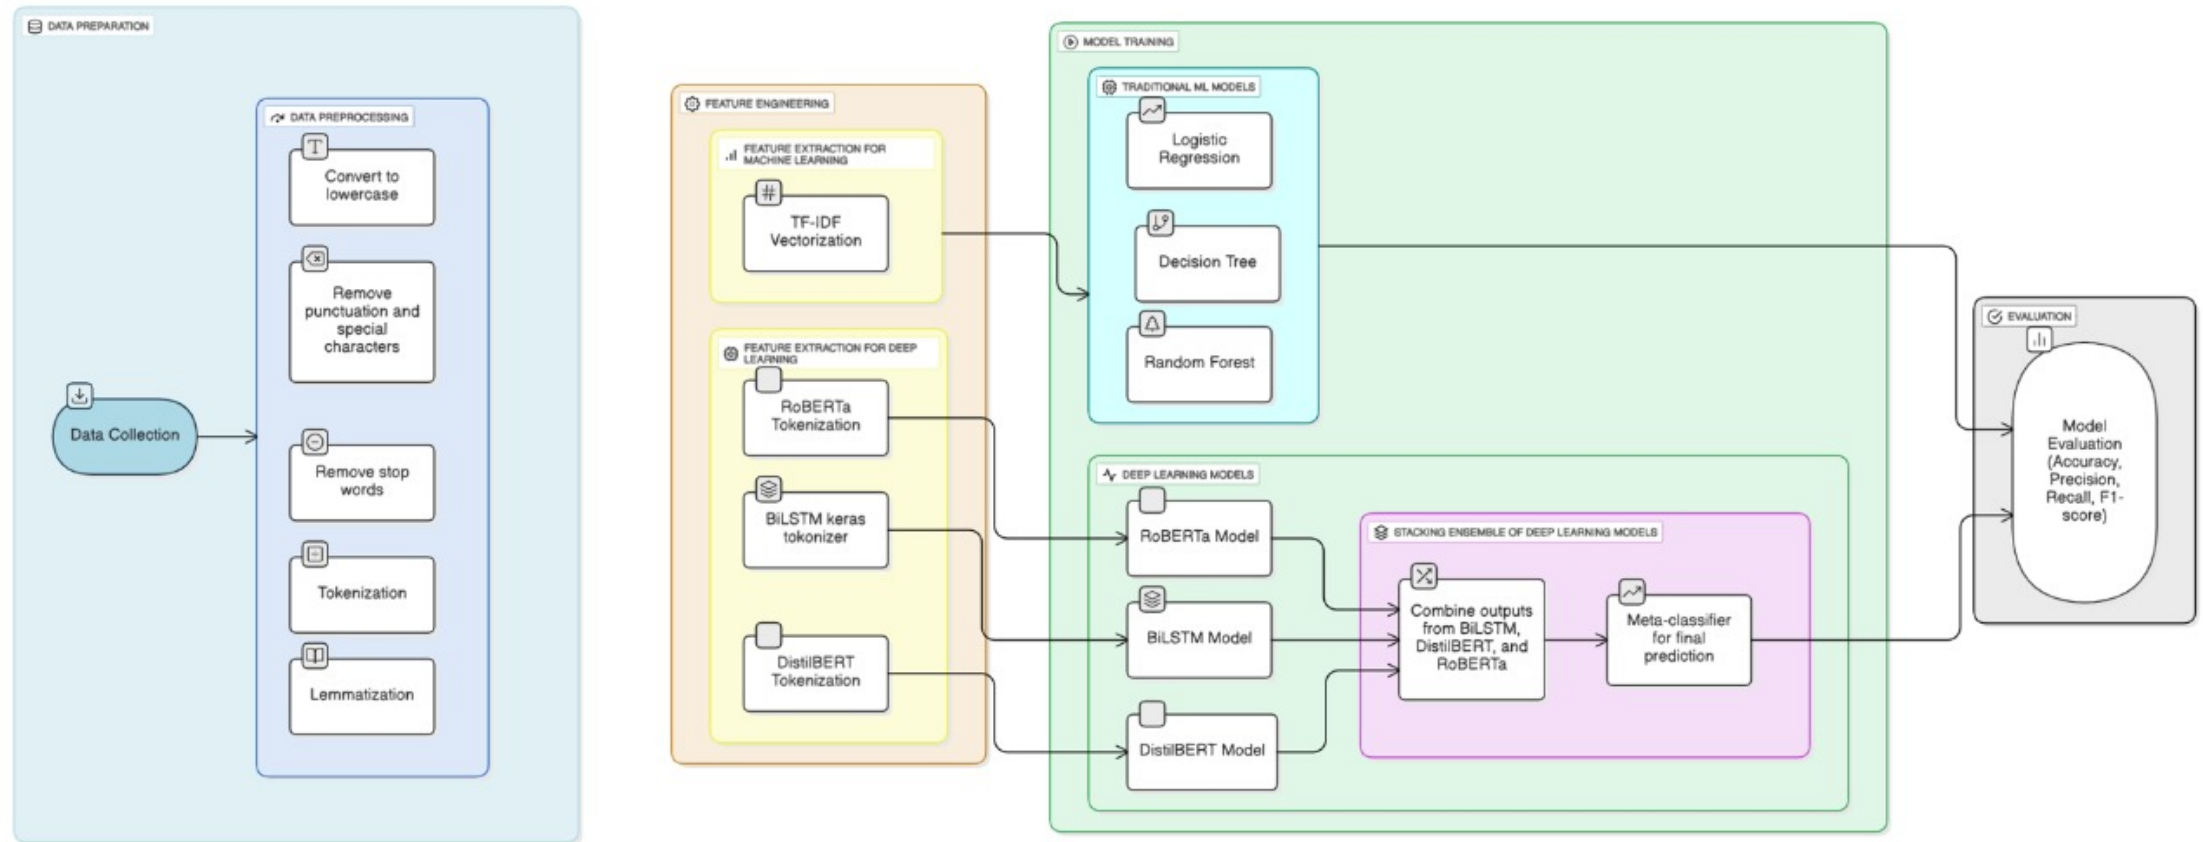 DATA PREPARATION
DATA PREPROCESSING
Convert to
lowercase
Remove
punctuation and
special
characters
Data Collection
Remove stop
words
Tokenization
Lemmatization
FEATURE ENGINEERING
FEATURE EXTRACTION FOR
MACHINE LEARNING
#
TF-IDF
Vectorization
FEATURE EXTRACTION FOR DEEP
LEARNING
RoBERTa
Tokenization
BiLSTM keras
tokonizer
DistilBERT
Tokenization
MODEL TRAINING
TRADITIONAL ML MODELS
Logistic
Regression
Decision Tree
Random Forest
DEEP LEARNING MODELS
RoBERTa Model
BiLSTM Model
DistilBERT Model
STACKING ENSEMBLE OF DEEP LEARNING MODELS
Combine outputs
from BiLSTM,
DistilBERT, and
RoBERTa
Meta-classifier
for final
prediction
EVALUATION
Model
Evaluation
(Accuracy,
Precision,
Recall, F1-
score)